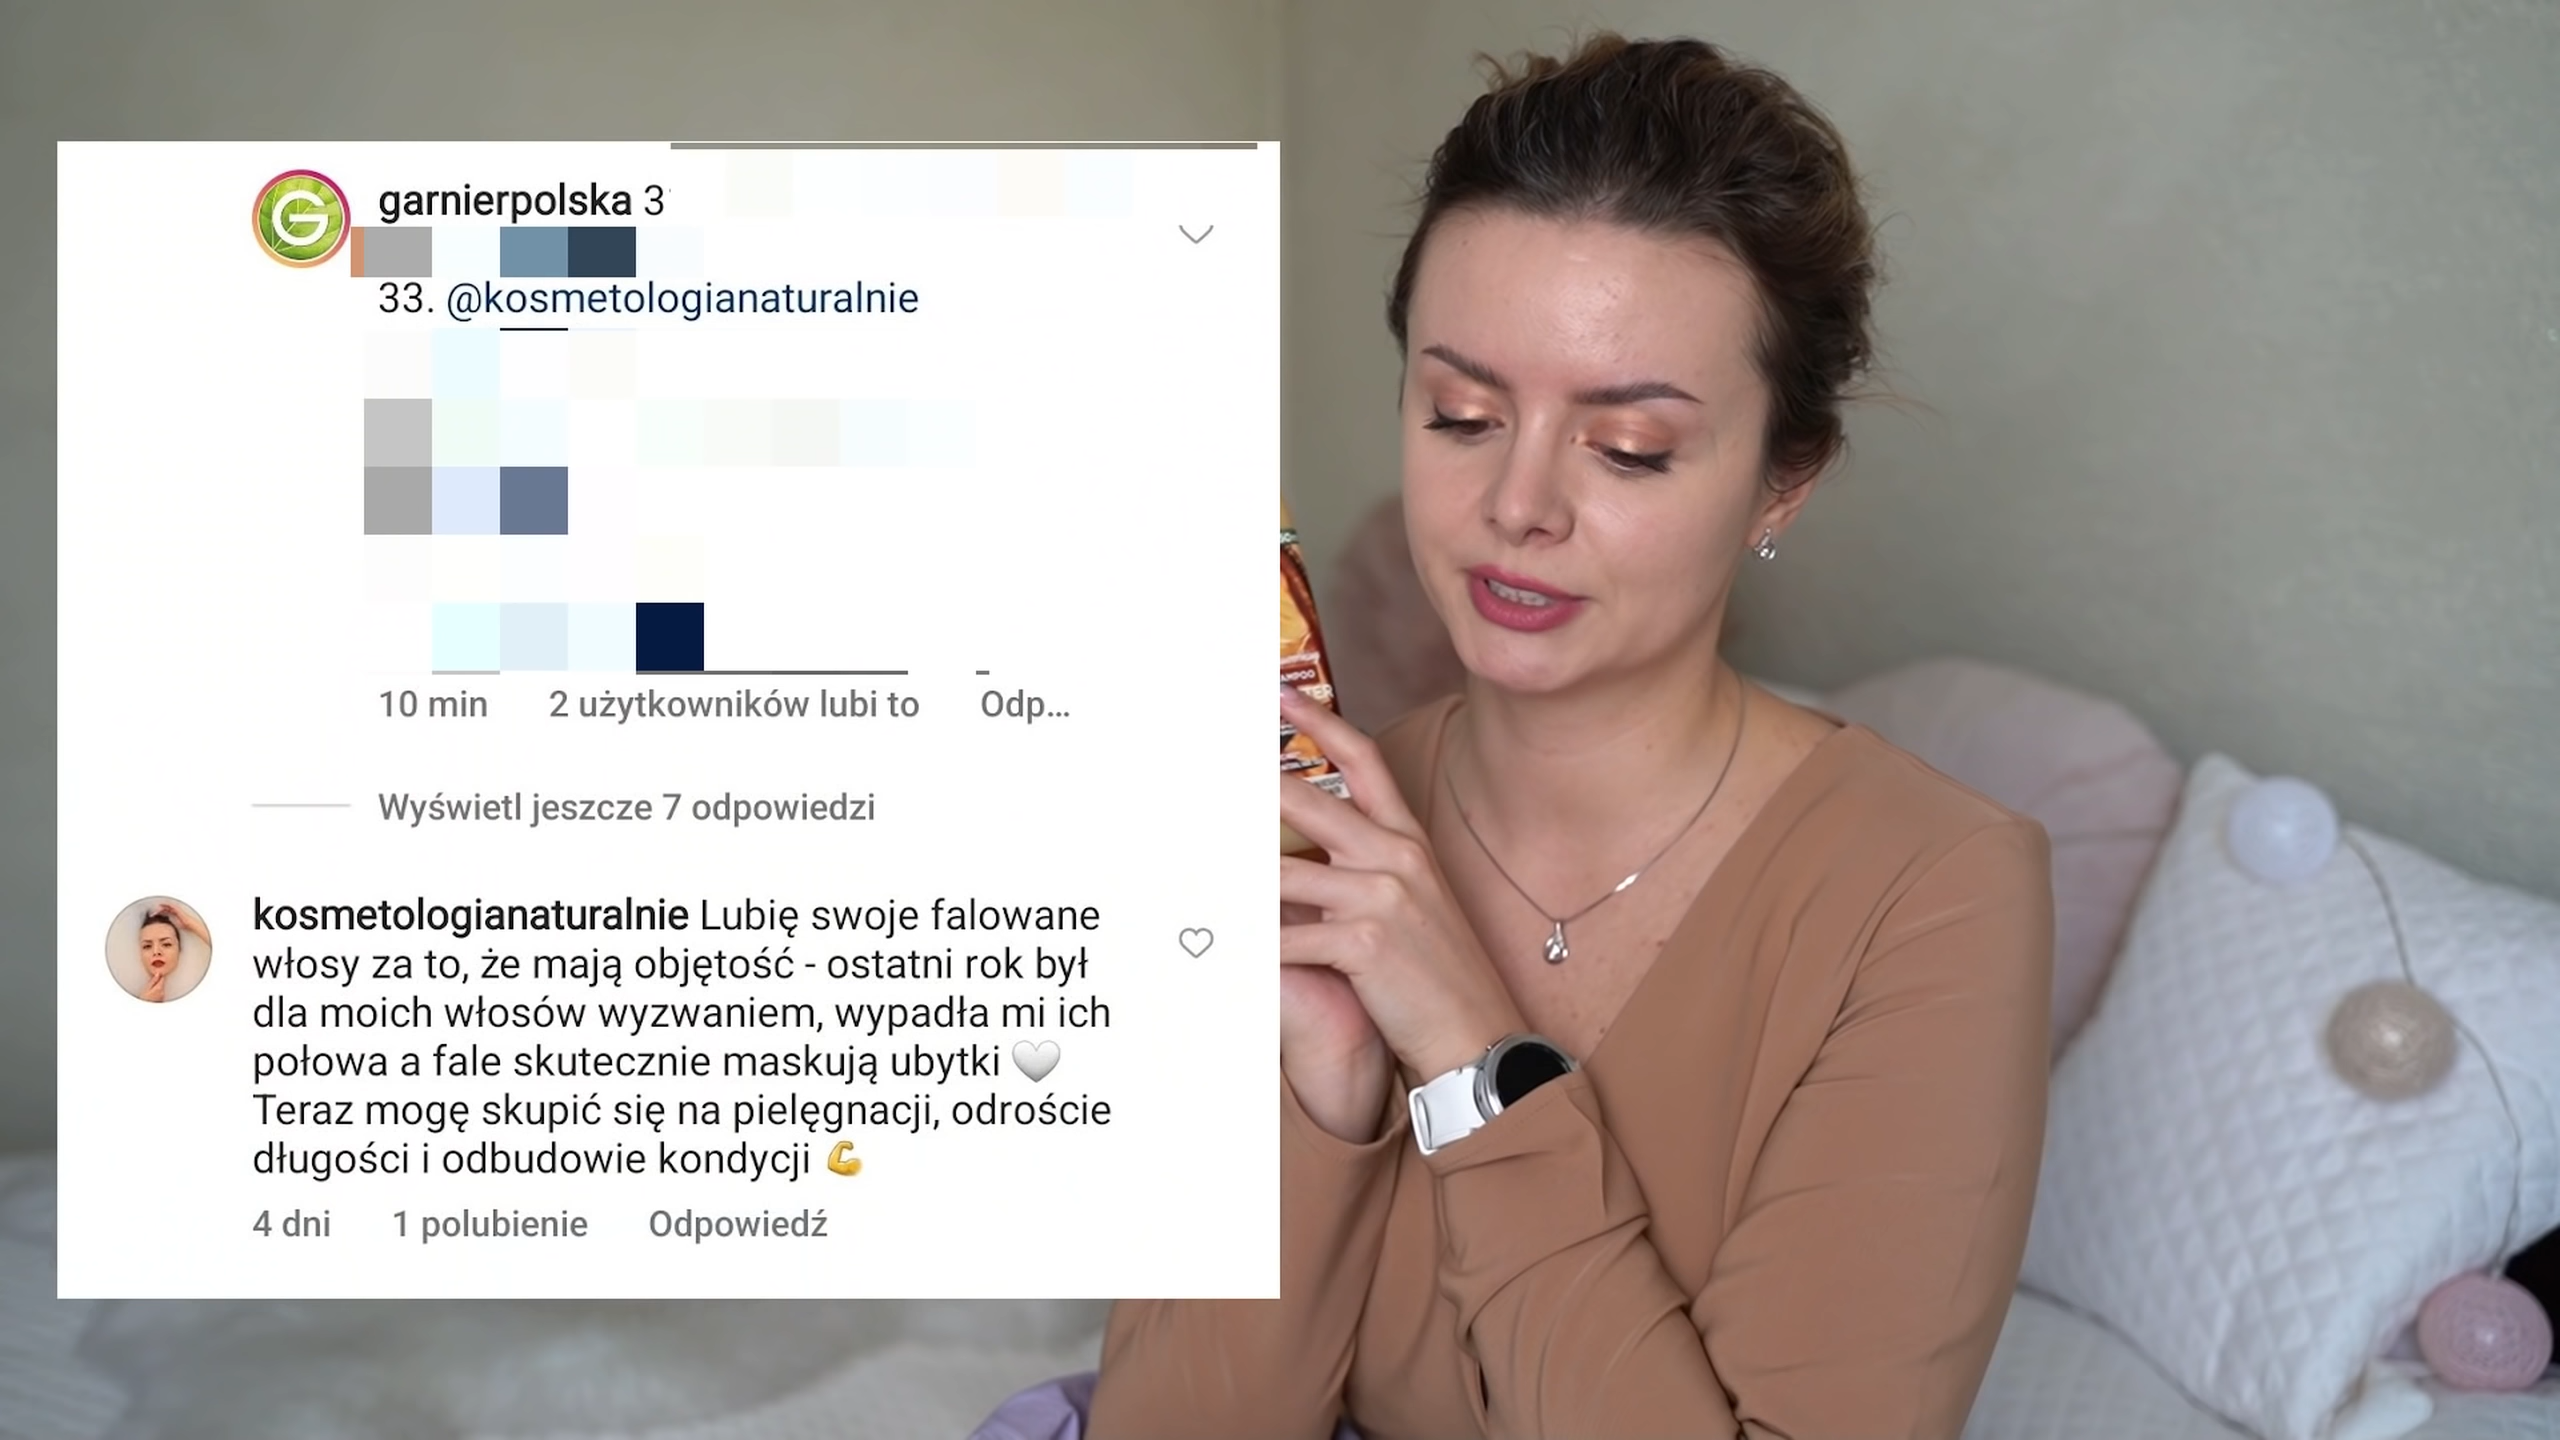 garnierpolska 3
33. @kosmetologianaturalnie
10 min 2 użytkowników lubi to Odp...
Wyświetl jeszcze 7 odpowiedzi
kosmetologianaturalnie Lubię swoje falowane
włosy za to, że mają objętość - ostatni rok był
dla moich włosów wyzwaniem, wypadła mi ich
połowa a fale skutecznie maskują ubytki 🤍
Teraz mogę skupić się na pielęgnacji, odroście
długości i odbudowie kondycji 💪
4 dni 1 polubienie Odpowiedź